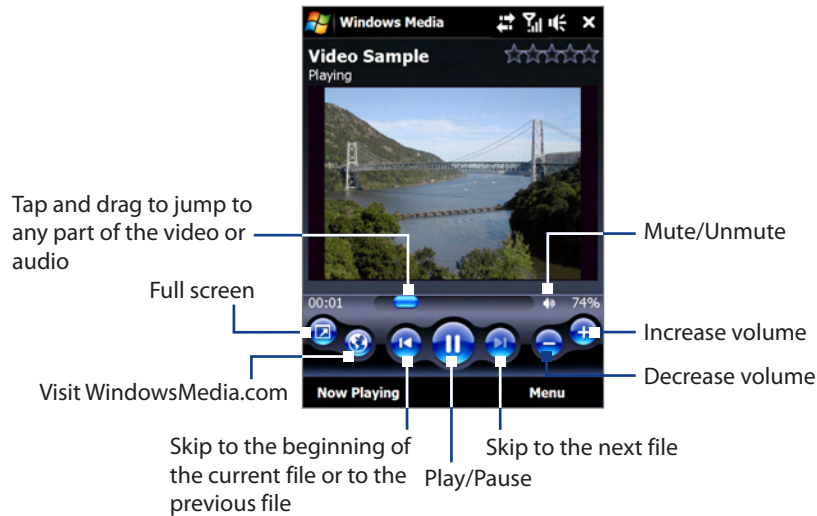 Windows Media
Video Sample
Playing
Tap and drag to jump to
any part of the video or
audio
Mute/Unmute
Full screen
00:01
74%
Increase volume
Decrease volume
Visit WindowsMedia.com
Now Playing
Menu
Skip to the beginning of
the current file or to the
previous file
Play/Pause
Skip to the next file